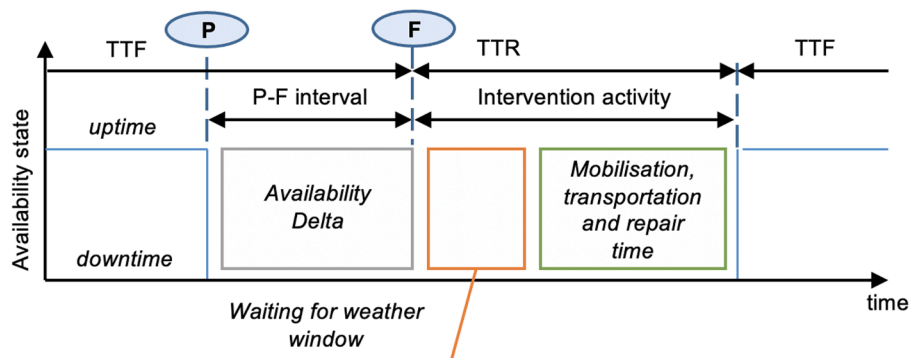 P
F
TTF
TTR
TTF
P-F interval
Intervention activity
Availability state
uptime
Availability
Delta
Mobilisation,
transportation
and repair
time
downtime
time
Waiting for weather
window